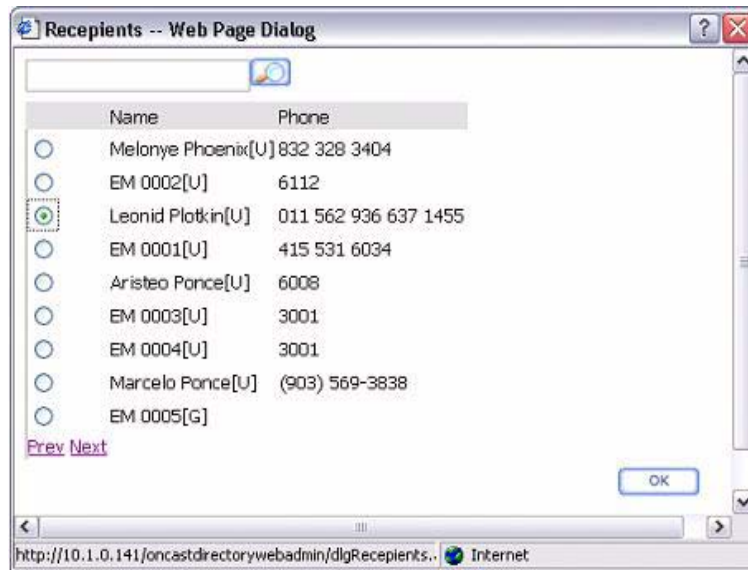 Recepients -- Web Page Dialog
?
Name Phone
Melonye Phoenix[U] 832 328 3404
EM 0002[U] 6112
Leonid Plotkin[U] 011 562 936 637 1455
EM 0001[U] 415 531 6034
Aristeo Ponce[U] 6008
EM 0003[U] 3001
EM 0004[U] 3001
Marcelo Ponce[U] (903) 569-3838
EM 0005[G]
Prev Next
OK
http://10.1.0.141/oncastdirectorywebadmin/dlgRecepients.. Internet